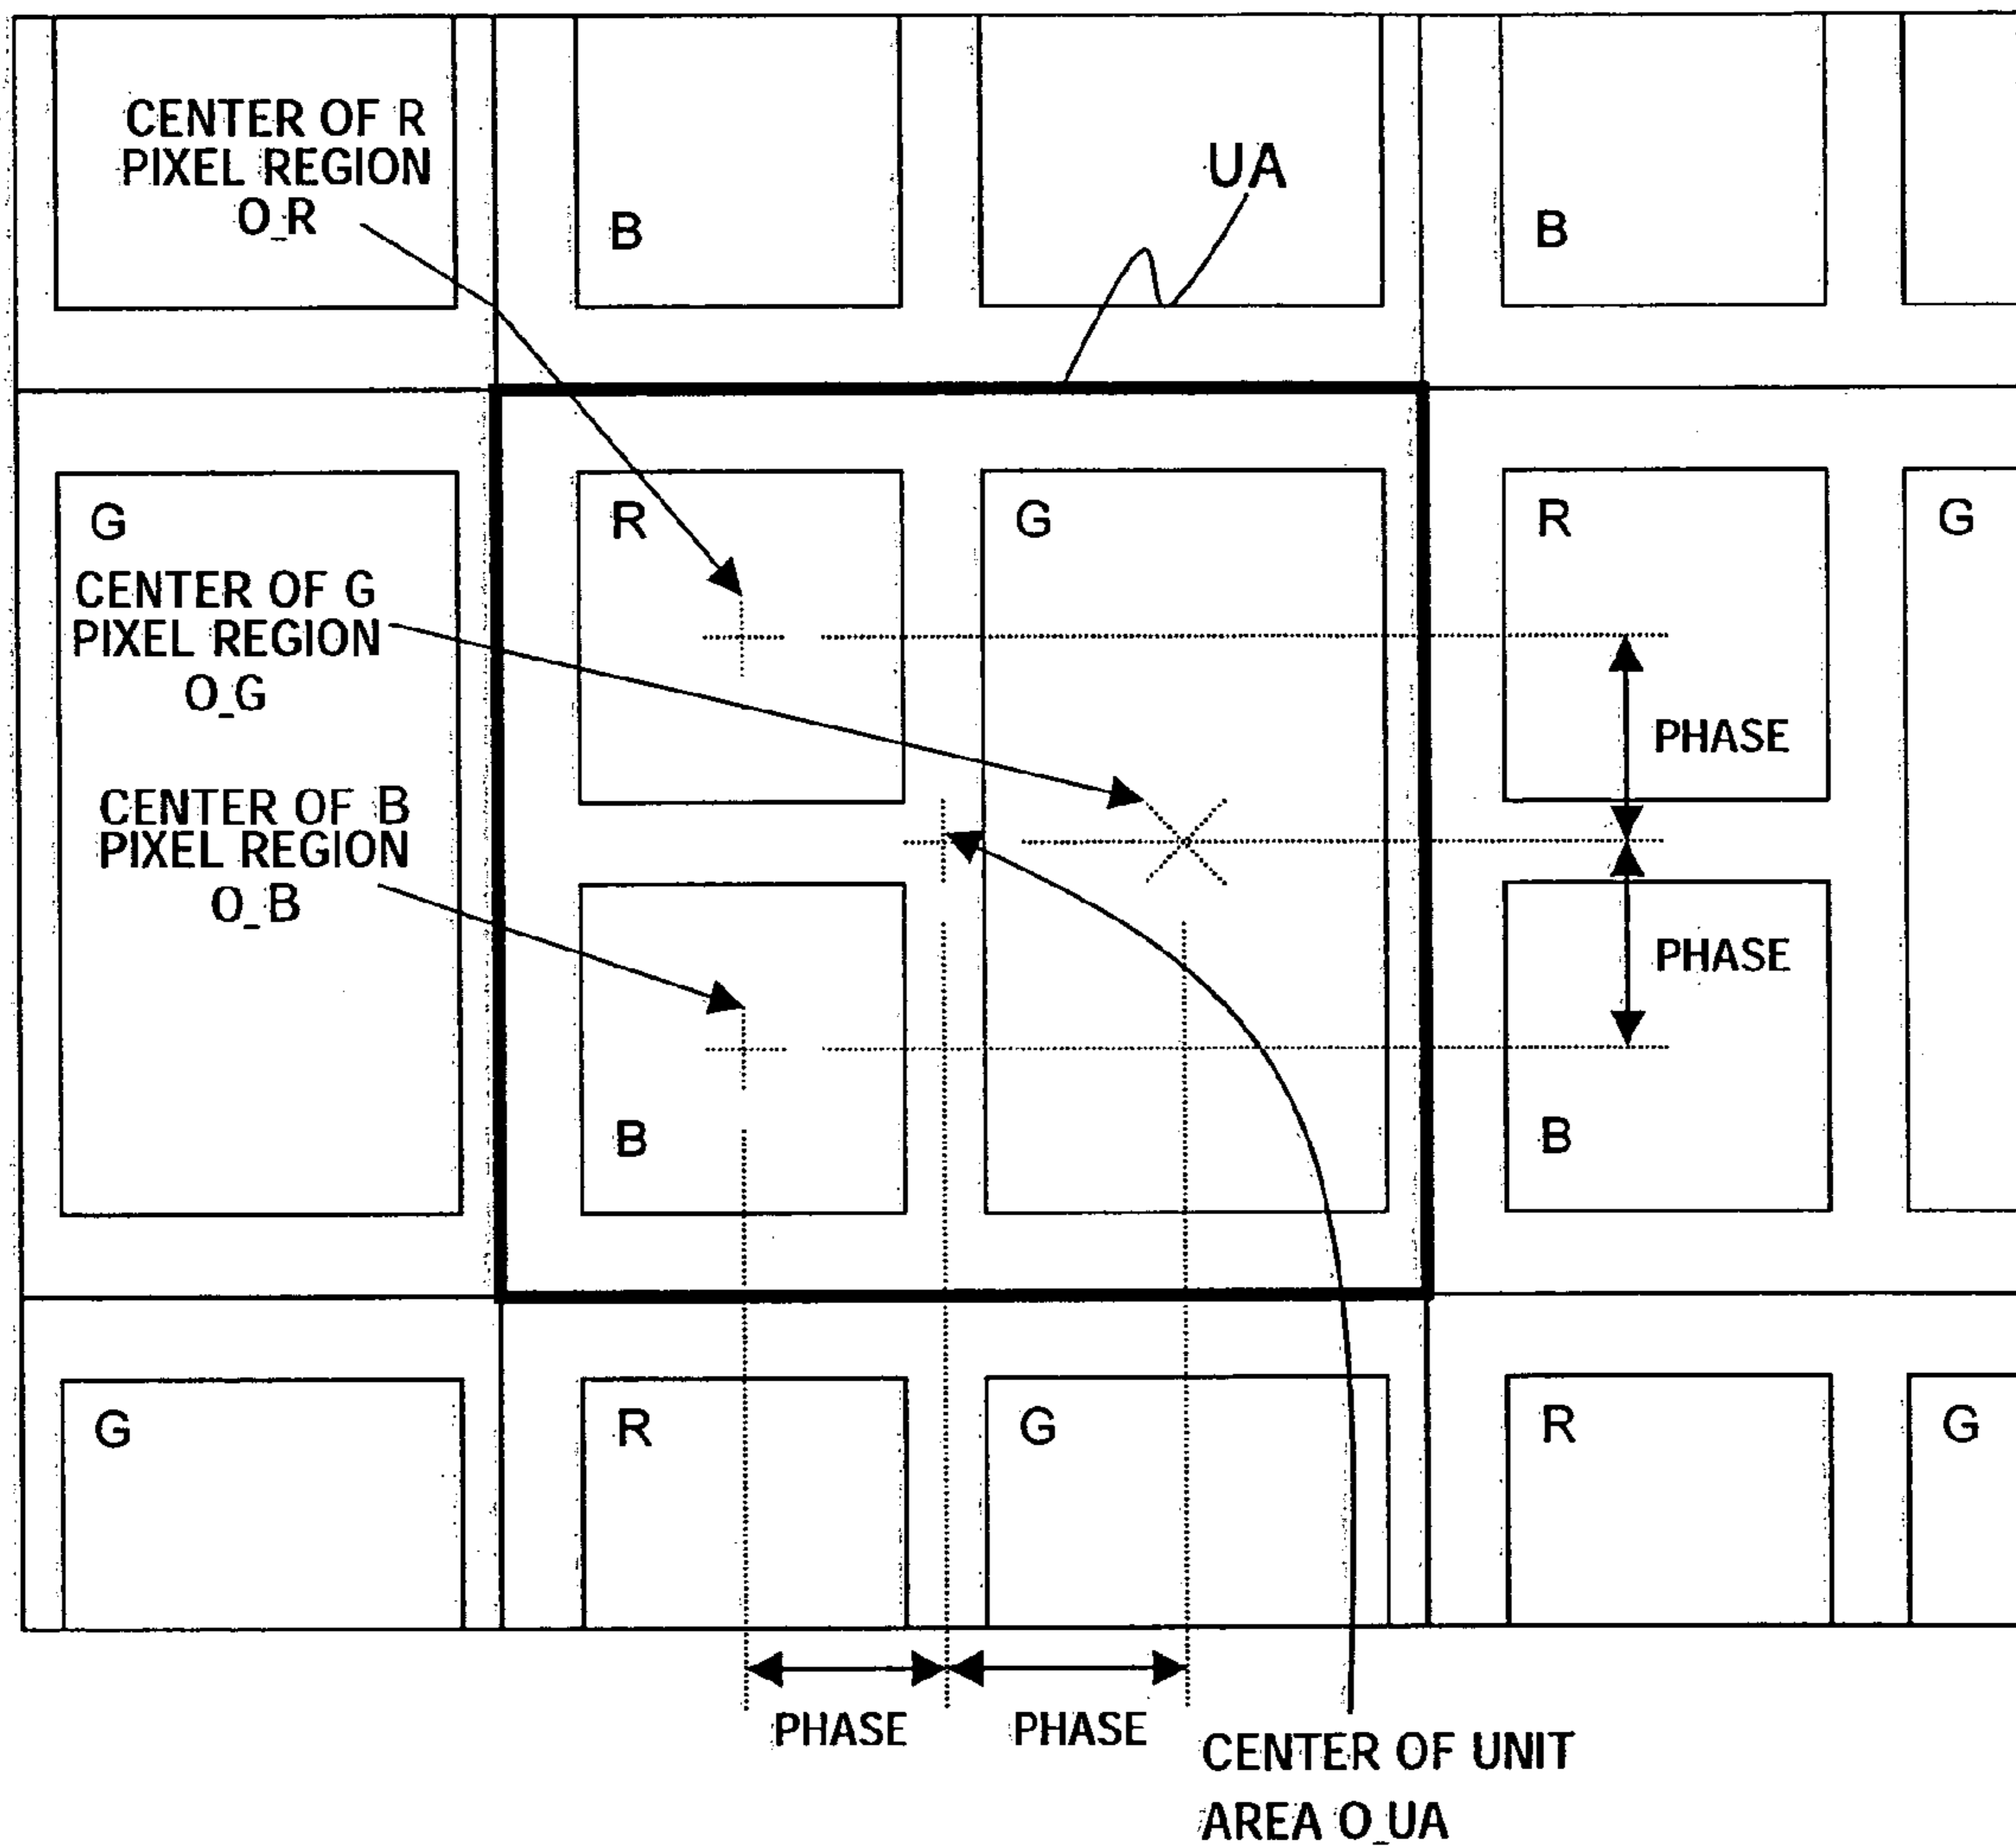 CENTER OF R
PIXEL REGION
O_R
UA
B
B
G
R
G
R
G
CENTER OF G
PIXEL REGION
O_G
PHASE
CENTER OF B
PIXEL REGION
O_B
PHASE
B
B
G
R
G
R
G
PHASE
PHASE
CENTER OF UNIT
AREA O_UA